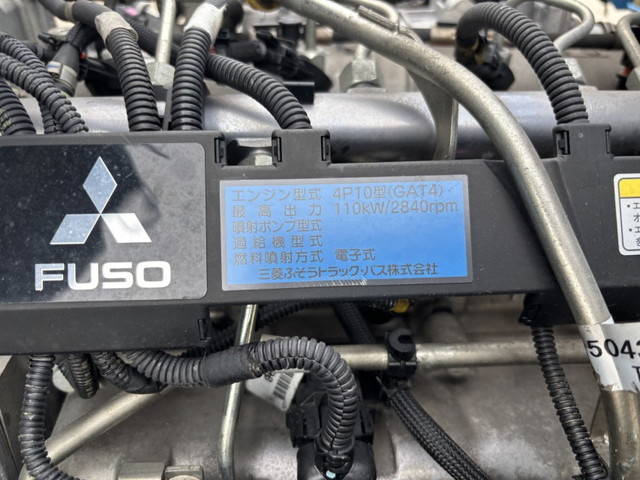 FUSO
エンジン型式 4P10型(GAT4)
最高出力 110kW/2840rpm
噴射ポンプ型式
過給機型式
燃料噴射方式 電子式
三菱ふそうトラック・バス株式会社
5043